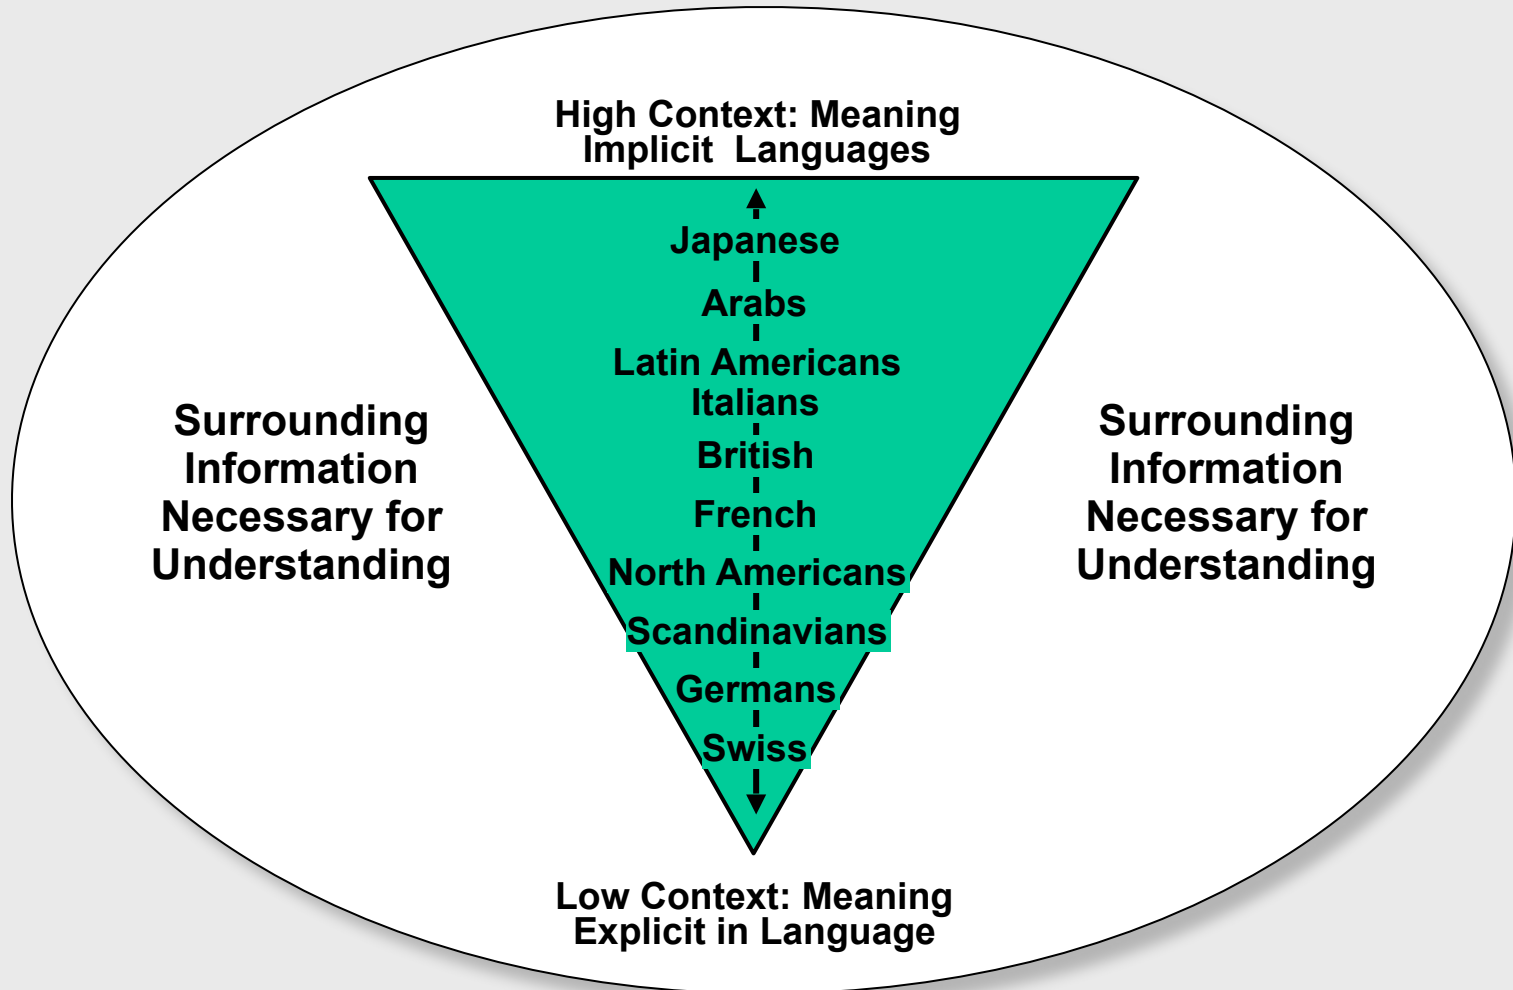 High Context: Meaning
Implicit  Languages
Japanese
Arabs
Latin Americans
Italians
British
French
North Americans
Scandinavians
Germans
Swiss
Surrounding
Information
Necessary for
Understanding
Surrounding
Information
Necessary for
Understanding
Low Context: Meaning
Explicit in Language